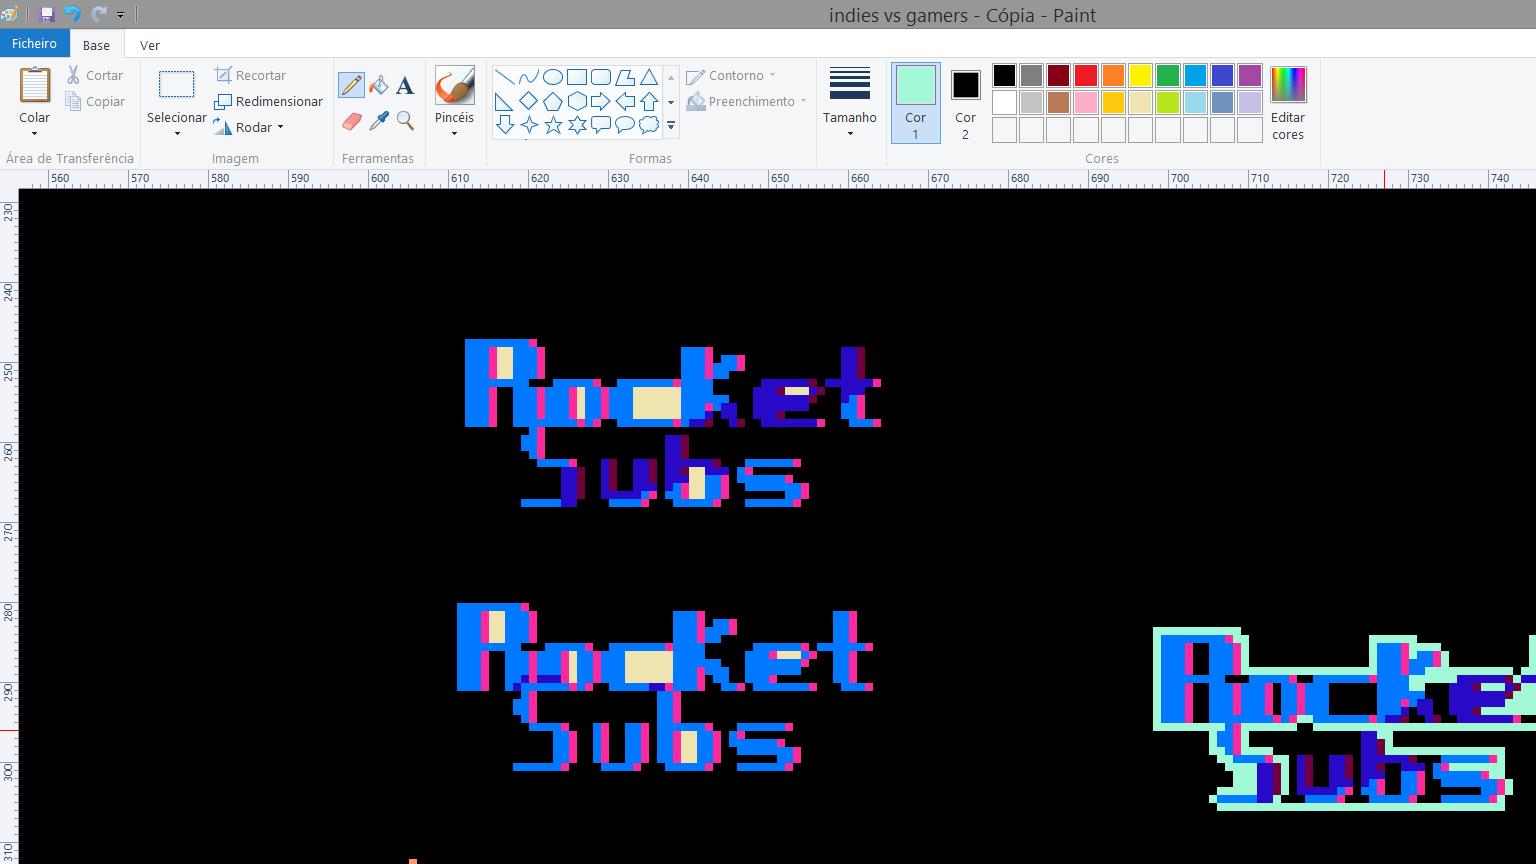 indies vs gamers - Cópia - Paint
Ficheiro Base Ver
Colar
Cortar
Copiar
Área de Transferência
Selecionar
Recortar
Redimensionar
Rodar
Imagem
A
Ferramentas
Pincéis
Contorno
Preenchimento
Formas
Tamanho
Cor 1
Cor 2
Editar cores
Cores
560 570 580 590 600 610 620 630 640 650 660 670 680 690 700 710 720 730 740
230
240
250
260
270
280
290
300
310
Rocket
Subs
Rocket
Subs
Rocke
Subs